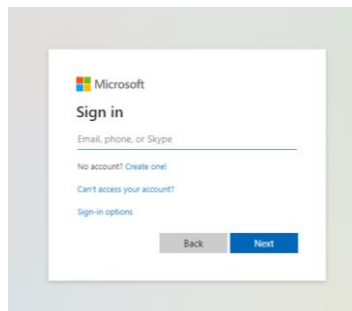 Microsoft
Sign in
Email, phone, or Skype
No account? Create one!
Can't access your account?
Sign-in options
Back Next